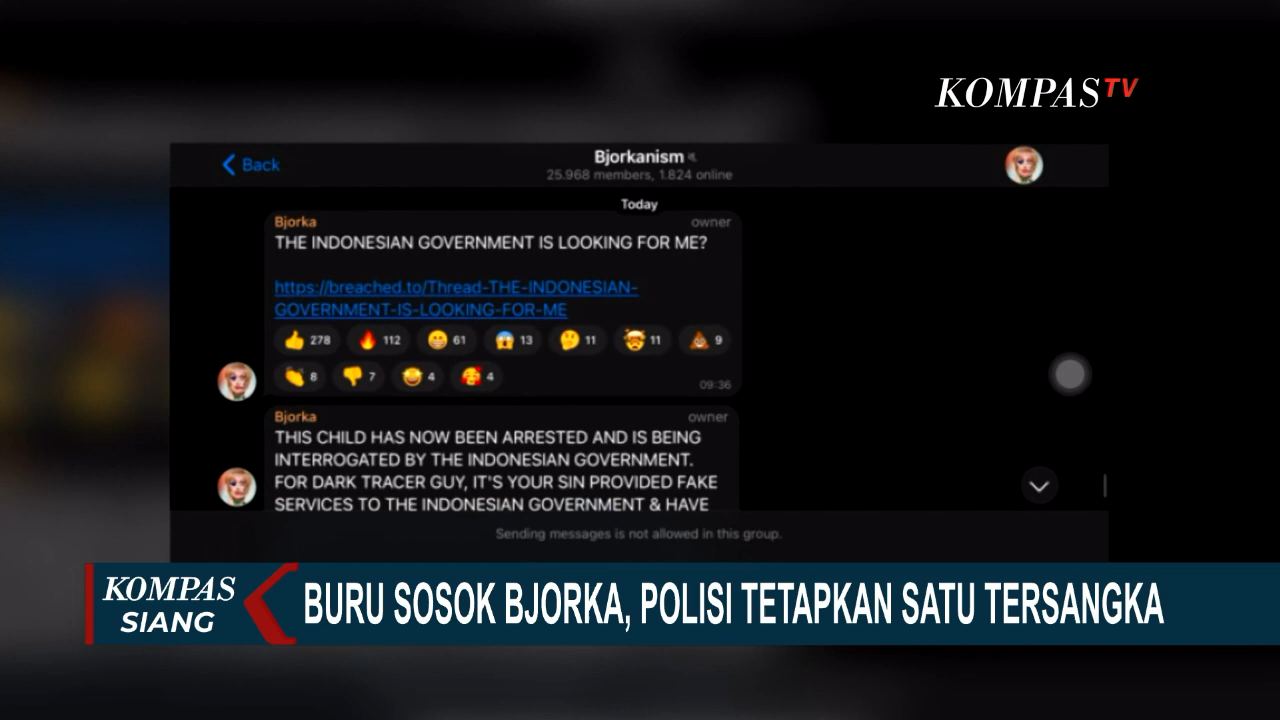 KOMPAS TV
Back
Bjorkanism
25.968 members, 1.824 online
Today
Bjorka owner
THE INDONESIAN GOVERNMENT IS LOOKING FOR ME?
https://breached.to/Thread-THE-INDONESIAN-
GOVERNMENT-IS-LOOKING-FOR-ME
278 112 61 13 11 11 9
8 7 4 4
09:36
Bjorka owner
THIS CHILD HAS NOW BEEN ARRESTED AND IS BEING
INTERROGATED BY THE INDONESIAN GOVERNMENT.
FOR DARK TRACER GUY, IT'S YOUR SIN PROVIDED FAKE
SERVICES TO THE INDONESIAN GOVERNMENT & HAVE
Sending messages is not allowed in this group.
KOMPAS
SIANG
BURU SOSOK BJORKA, POLISI TETAPKAN SATU TERSANGKA